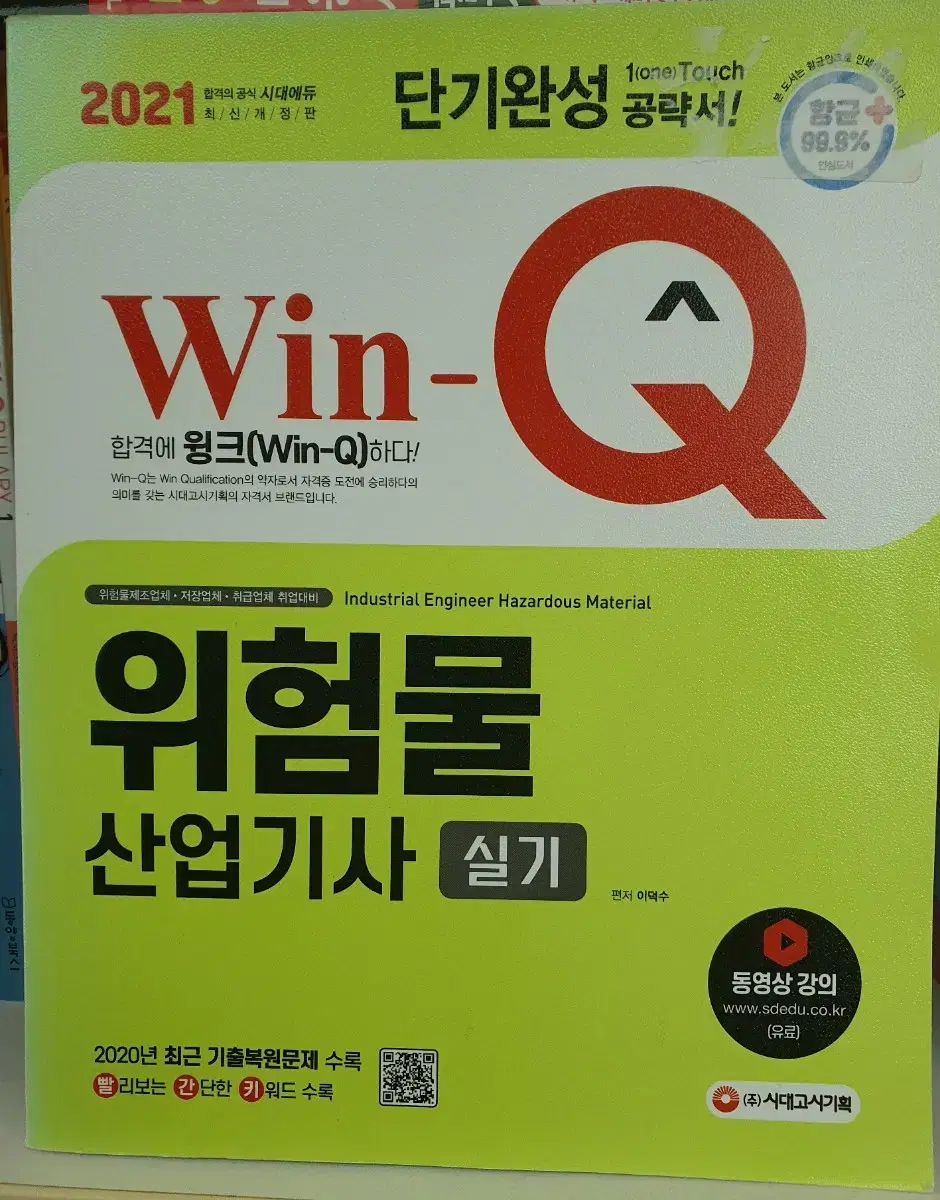 2021 합격의 공식 시대에듀
최/신/개/정/판
단기완성 1(one)Touch
공략서!
항균+
99.9%
안심도서
Win-Q
합격에 윙크(Win-Q)하다!
Win-Q는 Win Qualification의 약자로서 자격증 도전에 승리하다의
의미를 갖는 시대고시기획의 자격서 브랜드입니다.
위험물제조업체 · 저장업체 · 취급업체 취업대비
Industrial Engineer Hazardous Material
위험물
산업기사 실기
편저 이덕수
동영상 강의
www.sdedu.co.kr
(유료)
2020년 최근 기출복원문제 수록
빨리보는 간단한 키워드 수록
(주)시대고시기획